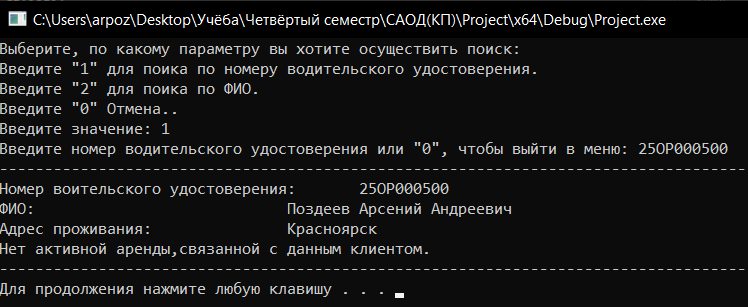 C:\Users\arpoz\Desktop\Учёба\Четвёртый семестр\САОД(КП)\Project\x64\Debug\Project.exe
Выберите, по какому параметру вы хотите осуществить поиск:
Введите "1" для поика по номеру водительского удостоверения.
Введите "2" для поика по ФИО.
Введите "0" Отмена..
Введите значение: 1
Введите номер водительского удостоверения или "0", чтобы выйти в меню: 25ОР000500
-----------------------------------------------------------------------------------
Номер воительского удостоверения:       25ОР000500
ФИО:                            Поздеев Арсений Андреевич
Адрес проживания:               Красноярск
Нет активной аренды,связанной с данным клиентом.
-----------------------------------------------------------------------------------
Для продолжения нажмите любую клавишу . . .